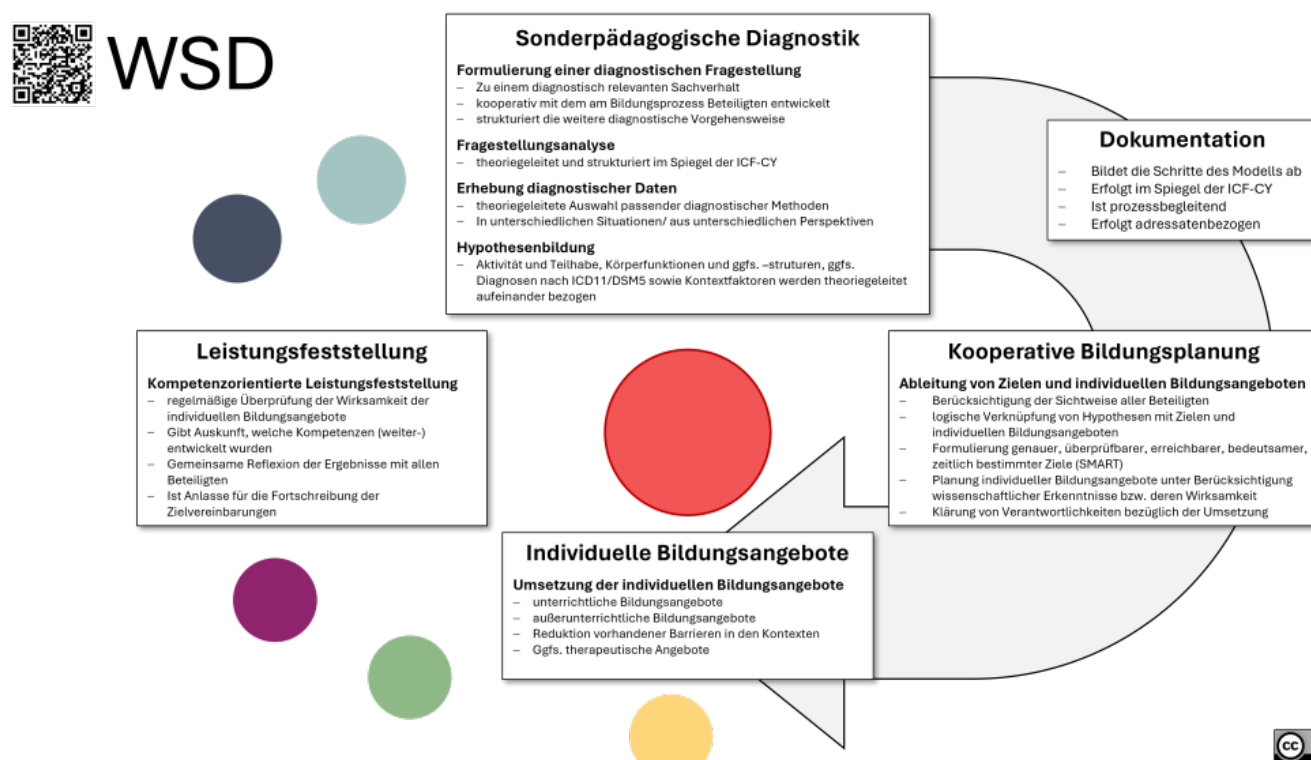 WSD
Sonderpädagogische Diagnostik
Formulierung einer diagnostischen Fragestellung
– Zu einem diagnostisch relevanten Sachverhalt
– kooperativ mit dem am Bildungsprozess Beteiligten entwickelt
– strukturiert die weitere diagnostische Vorgehensweise
Fragestellungsanalyse
– theoriegeleitet und strukturiert im Spiegel der ICF-CY
Erhebung diagnostischer Daten
– theoriegeleitete Auswahl passender diagnostischer Methoden
– In unterschiedlichen Situationen/ aus unterschiedlichen Perspektiven
Hypothesenbildung
– Aktivität und Teilhabe, Körperfunktionen und ggfs. –struturen, ggfs.
Diagnosen nach ICD11/DSM5 sowie Kontextfaktoren werden theoriegeleitet
aufeinander bezogen
Dokumentation
– Bildet die Schritte des Modells ab
– Erfolgt im Spiegel der ICF-CY
– Ist prozessbegleitend
– Erfolgt adressatenbezogen
Leistungsfeststellung
Kompetenzorientierte Leistungsfeststellung
– regelmäßige Überprüfung der Wirksamkeit der
individuellen Bildungsangebote
– Gibt Auskunft, welche Kompetenzen (weiter-)
entwickelt wurden
– Gemeinsame Reflexion der Ergebnisse mit allen
Beteiligten
– Ist Anlasse für die Fortschreibung der
Zielvereinbarungen
Kooperative Bildungsplanung
Ableitung von Zielen und individuellen Bildungsangeboten
– Berücksichtigung der Sichtweise aller Beteiligten
– logische Verknüpfung von Hypothesen mit Zielen und
individuellen Bildungsangeboten
– Formulierung genauer, überprüfbarer, erreichbarer, bedeutsamer,
zeitlich bestimmter Ziele (SMART)
– Planung individueller Bildungsangebote unter Berücksichtigung
wissenschaftlicher Erkenntnisse bzw. deren Wirksamkeit
– Klärung von Verantwortlichkeiten bezüglich der Umsetzung
Individuelle Bildungsangebote
Umsetzung der individuellen Bildungsangebote
– unterrichtliche Bildungsangebote
– außerunterrichtliche Bildungsangebote
– Reduktion vorhandener Barrieren in den Kontexten
– Ggfs. therapeutische Angebote
cc